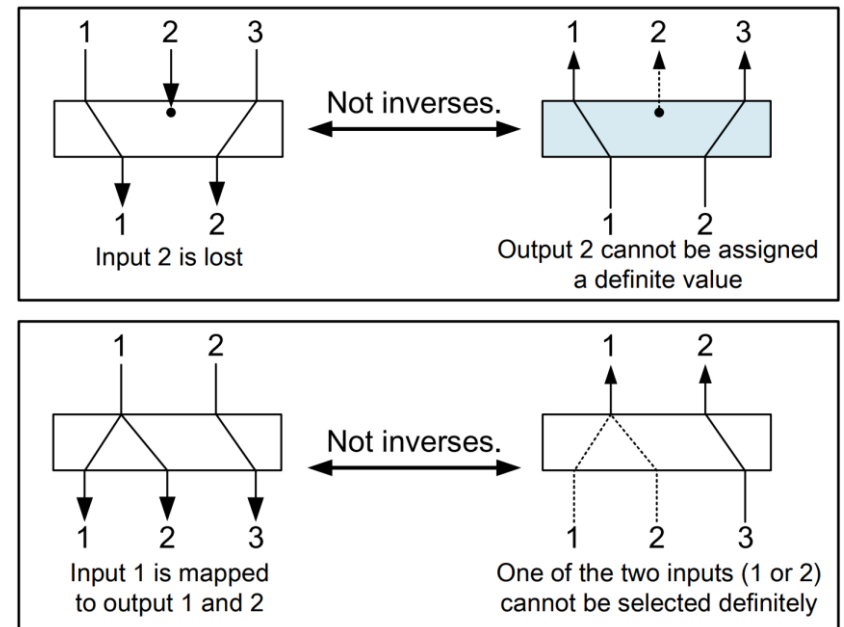 1 2 3 1 2 3
Not inverses.
1 2 1 2
Input 2 is lost
Output 2 cannot be assigned
a definite value
1 2 1 2
Not inverses.
1 2 3 1 2 3
Input 1 is mapped
to output 1 and 2
One of the two inputs (1 or 2)
cannot be selected definitely